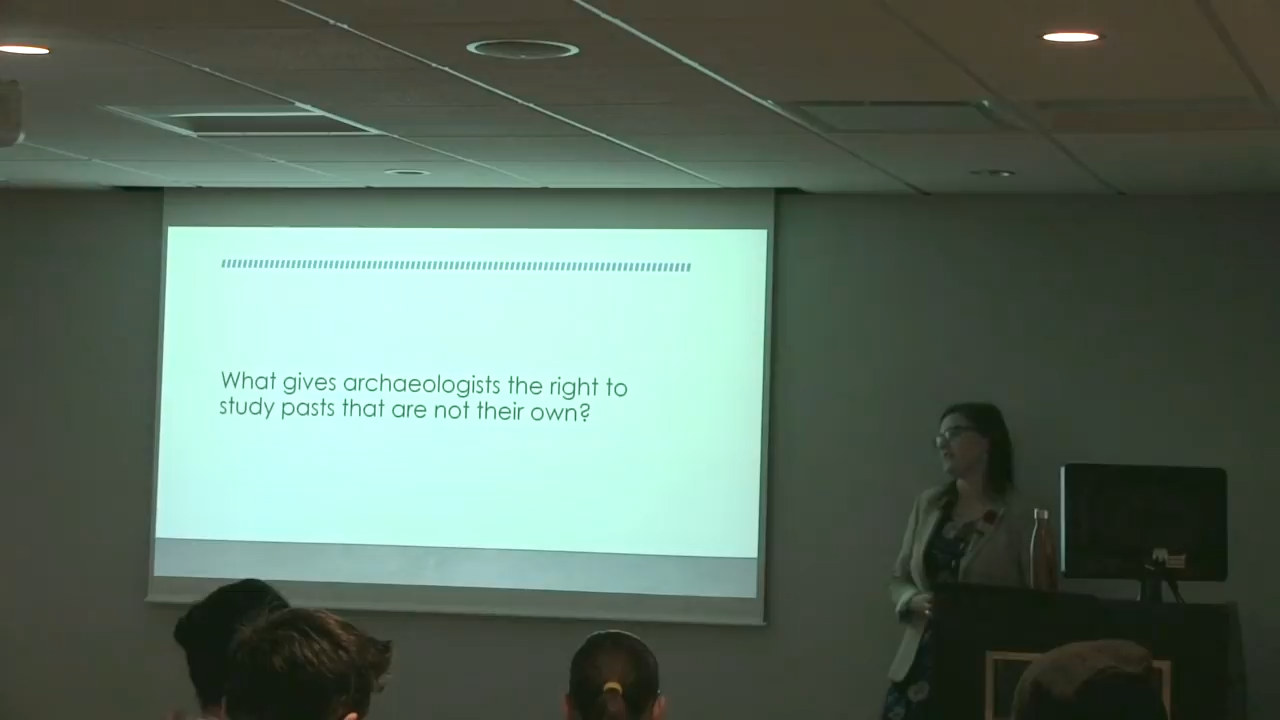 What gives archaeologists the right to
study pasts that are not their own?